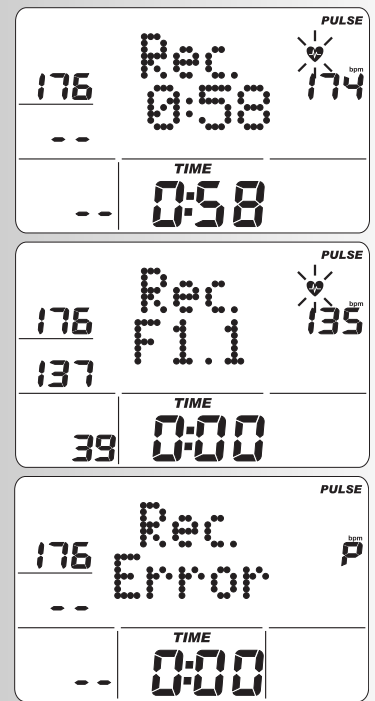 PULSE
Rec.
bpm
176 174
0:58
- -
TIME
-- 0:58
PULSE
Rec.
bpm
176 135
F1.1
137
TIME
39 0:00
PULSE
Rec.
bpm
176 P
Error
- -
TIME
-- 0:00